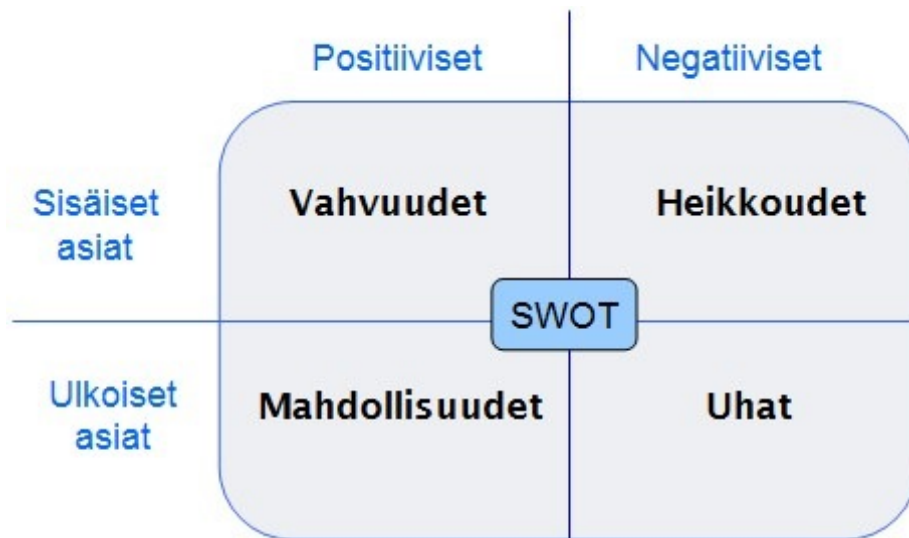 Positiiviset
Negatiiviset
Sisäiset
asiat
Vahvuudet
Heikkoudet
SWOT
Ulkoiset
asiat
Mahdollisuudet
Uhat